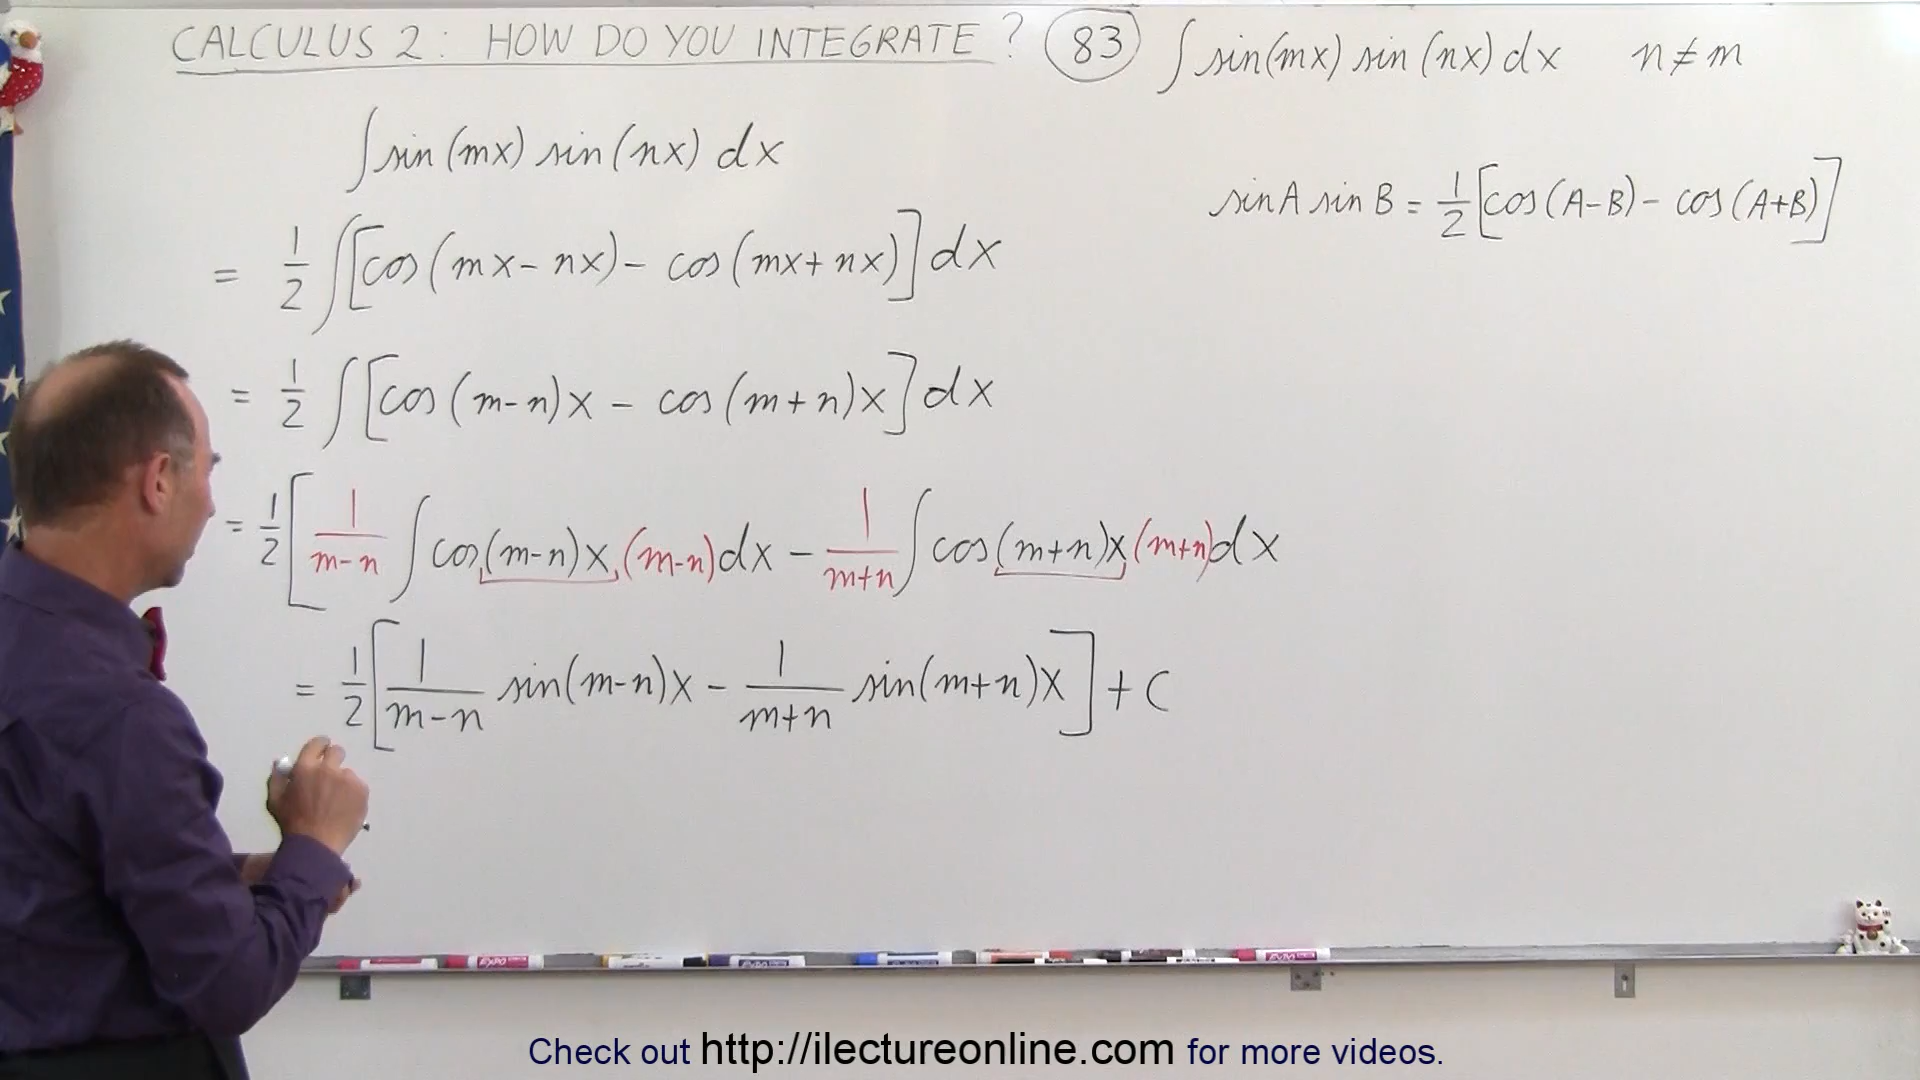 CALCULUS 2: HOW DO YOU INTEGRATE? 83 ∫ sin(mx) sin(nx) dx n≠m
∫ sin(mx) sin(nx) dx
sin A sin B = 1/2 [cos(A-B) - cos(A+B)]
= 1/2 ∫ [cos(mx-nx) - cos(mx+nx)] dx
= 1/2 ∫ [cos(m-n)x - cos(m+n)x] dx
= 1/2 [ 1/(m-n) ∫ cos(m-n)x (m-n)dx - 1/(m+n) ∫ cos(m+n)x (m+n)dx
= 1/2 [ 1/(m-n) sin(m-n)x - 1/(m+n) sin(m+n)x ] + C
Check out http://ilectureonline.com for more videos.